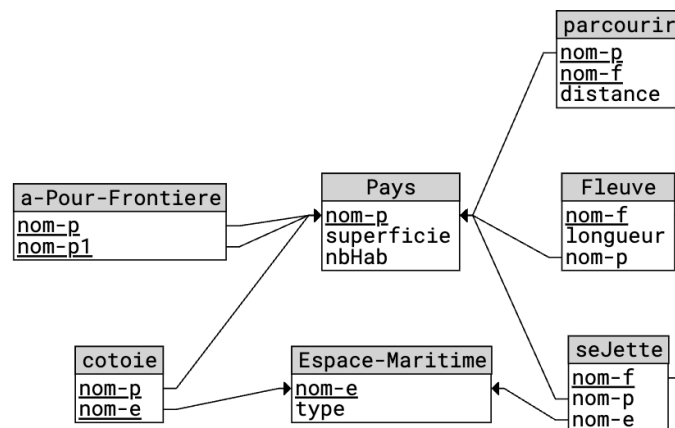 parcourir
nom-p
nom-f
distance
a-Pour-Frontiere
nom-p
nom-p1
Pays
nom-p
superficie
nbHab
Fleuve
nom-f
longueur
nom-p
cotoie
nom-p
nom-e
Espace-Maritime
nom-e
type
seJette
nom-f
nom-p
nom-e